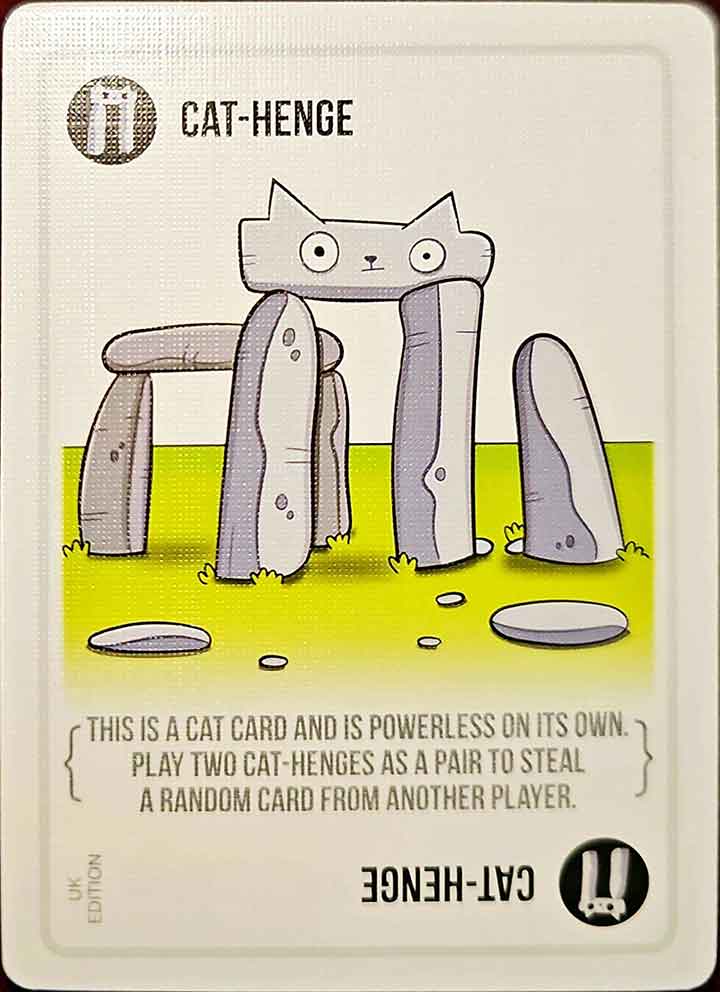 CAT-HENGE
THIS IS A CAT CARD AND IS POWERLESS ON ITS OWN.
PLAY TWO CAT-HENGES AS A PAIR TO STEAL
A RANDOM CARD FROM ANOTHER PLAYER.
UK
EDITION
CAT-HENGE